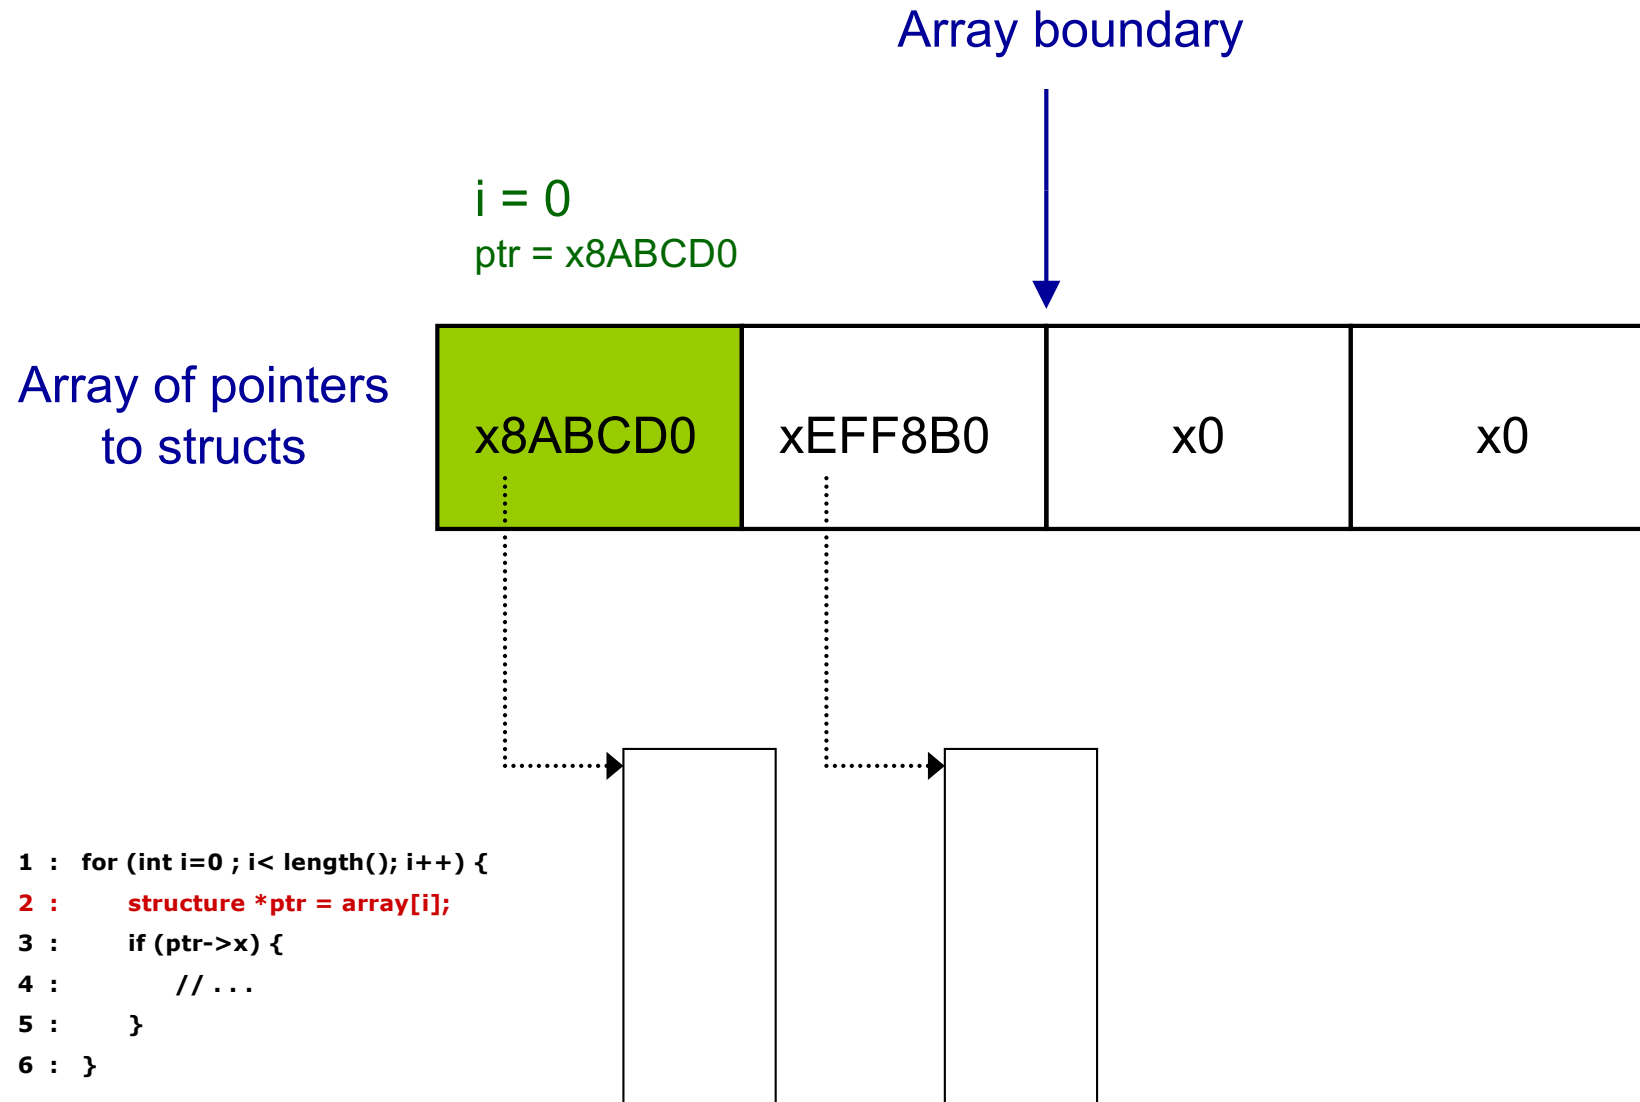 Array boundary
i = 0
ptr = x8ABCD0
Array of pointers
to structs
x8ABCD0 xEFF8B0 x0 x0
1 : for (int i=0 ; i< length(); i++) {
2 : structure *ptr = array[i];
3 : if (ptr->x) {
4 : // . . .
5 : }
6 : }